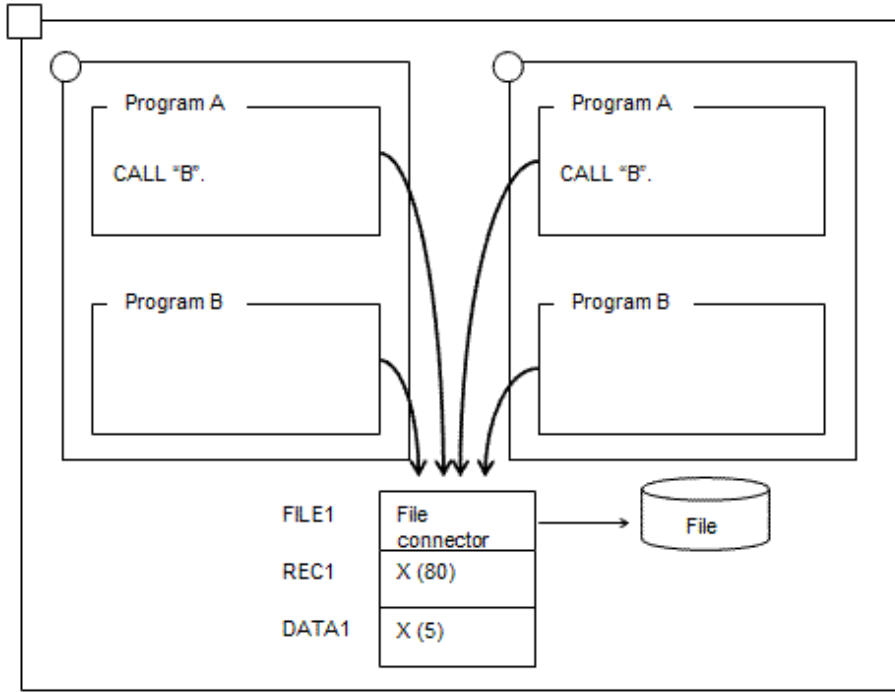 Program A
CALL “B”.
Program B
Program A
CALL “B”.
Program B
FILE1
File
connector
File
REC1
X (80)
DATA1
X (5)